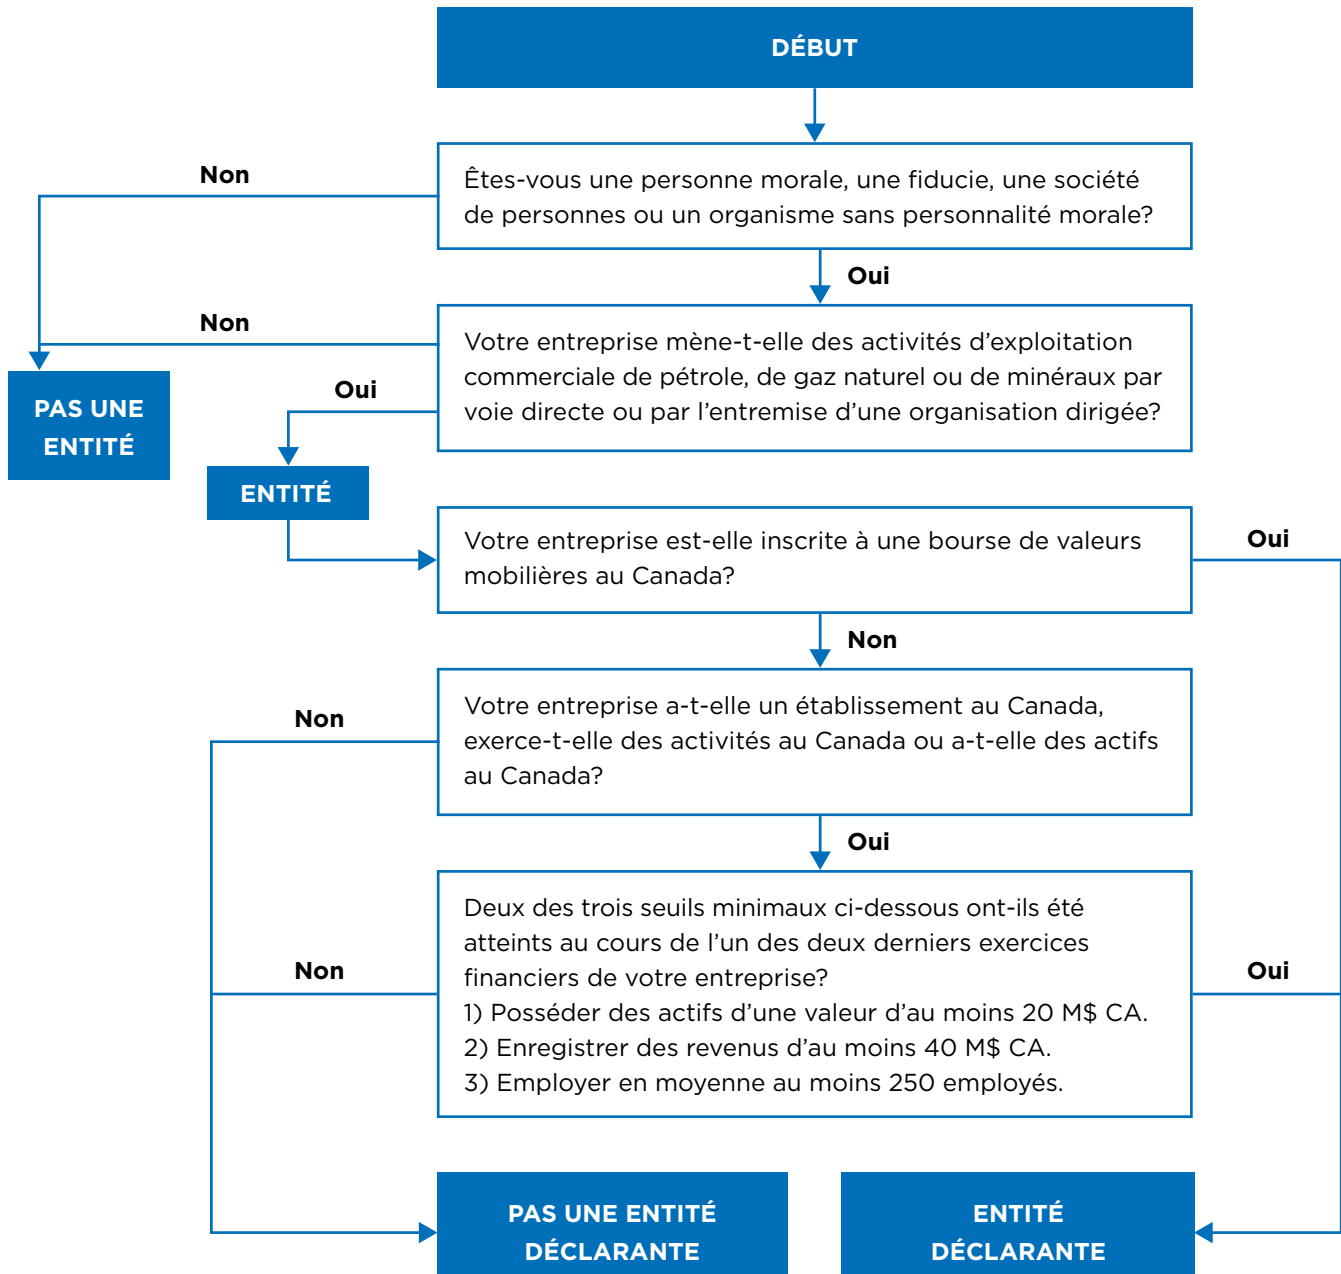 DÉBUT
Non
Êtes-vous une personne morale, une fiducie, une société
de personnes ou un organisme sans personnalité morale?
Oui
Non
Votre entreprise mène-t-elle des activités d'exploitation
commerciale de pétrole, de gaz naturel ou de minéraux par
voie directe ou par l'entremise d'une organisation dirigée?
Oui
PAS UNE
ENTITÉ
ENTITÉ
Votre entreprise est-elle inscrite à une bourse de valeurs
mobilières au Canada?
Oui
Non
Votre entreprise a-t-elle un établissement au Canada,
exerce-t-elle des activités au Canada ou a-t-elle des actifs
au Canada?
Non
Oui
Deux des trois seuils minimaux ci-dessous ont-ils été
atteints au cours de l'un des deux derniers exercices
financiers de votre entreprise?
1) Posséder des actifs d'une valeur d'au moins 20 M$ CA.
2) Enregistrer des revenus d'au moins 40 M$ CA.
3) Employer en moyenne au moins 250 employés.
Non
Oui
PAS UNE ENTITÉ
DÉCLARANTE
ENTITÉ
DÉCLARANTE